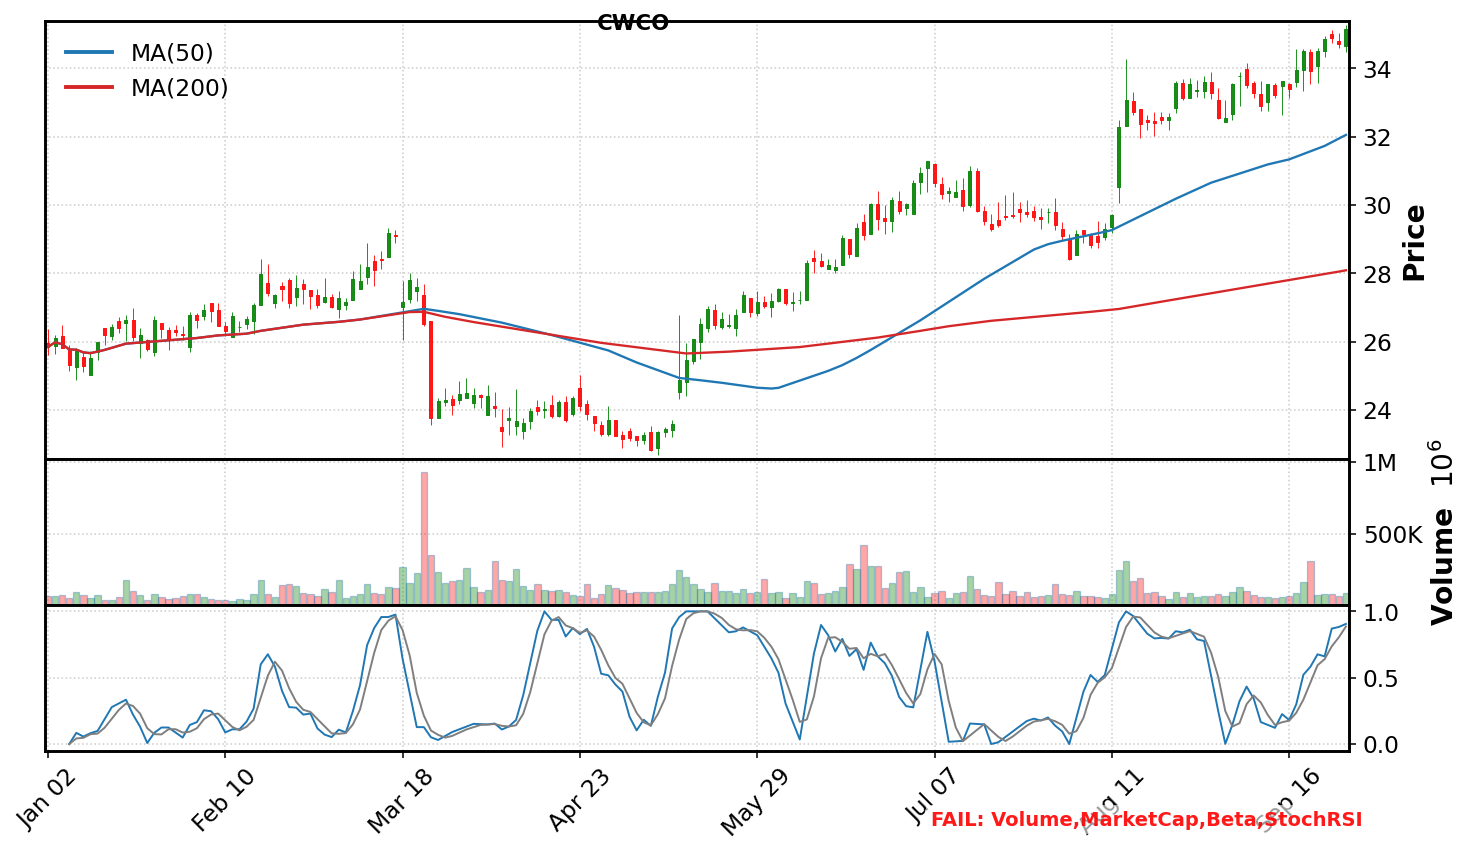 CWCO
MA(50)
MA(200)
34
32
30
28
26
24
Price
1M
500K
Volume 10^6
1.0
0.5
0.0
Jan 02
Feb 10
Mar 18
Apr 23
May 29
Jul 07
Aug 11
Sep 16
FAIL: Volume,MarketCap,Beta,StochRSI